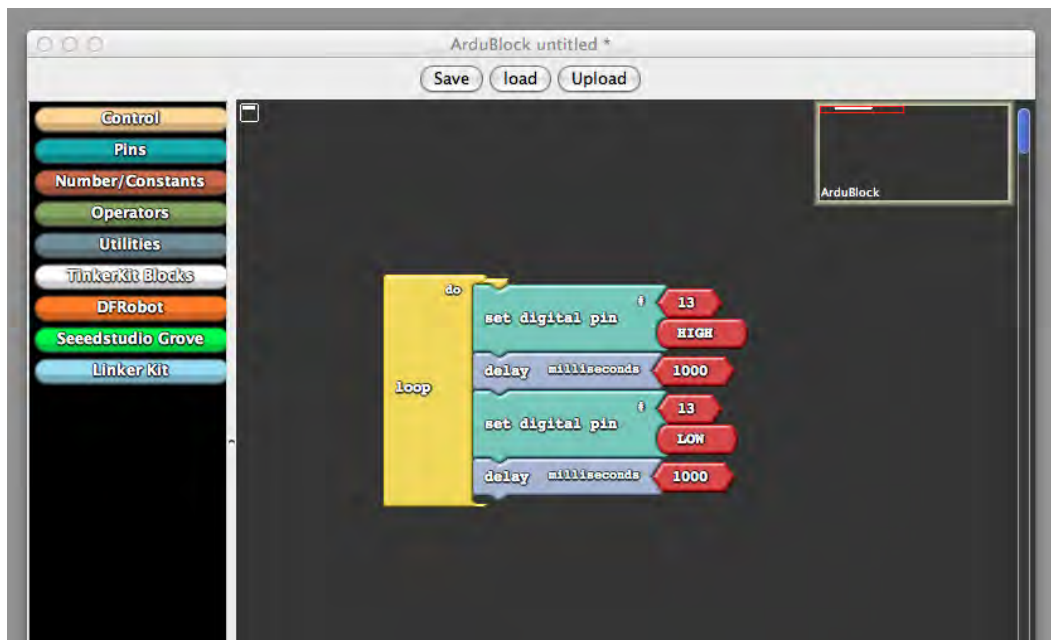 ArduBlock untitled *
Save load Upload
Control
Pins
Number/Constants
Operators
Utilities
TinkerKit Blocks
DFRobot
Seeedstudio Grove
Linker Kit
ArduBlock
loop
do
set digital pin # 13
HIGH
delay milliseconds 1000
set digital pin # 13
LOW
delay milliseconds 1000